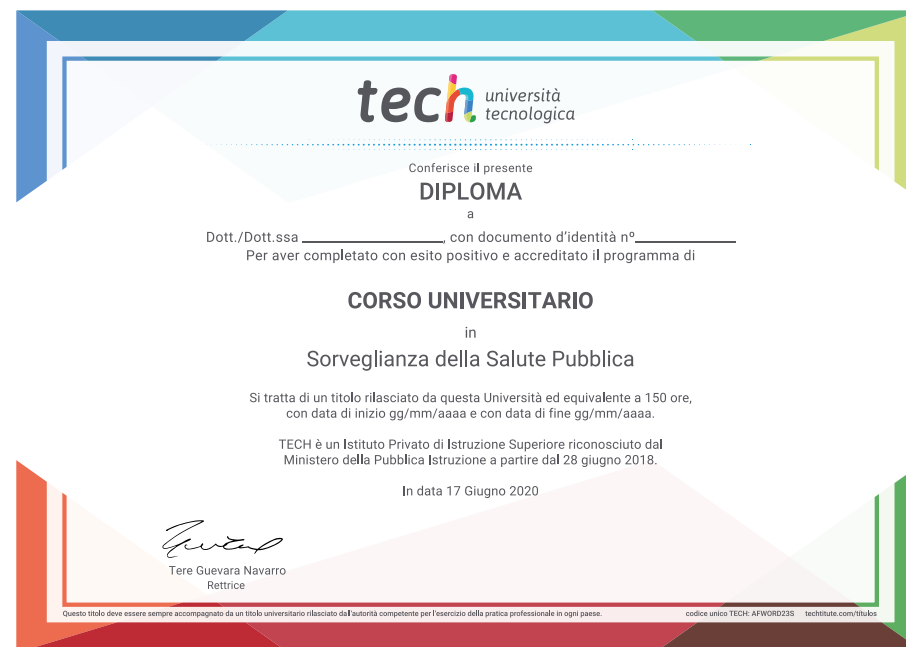 tech università
tecnologica
Conferisce il presente
DIPLOMA
a
Dott./Dott.ssa ____________________, con documento d'identità nº______________
Per aver completato con esito positivo e accreditato il programma di
CORSO UNIVERSITARIO
in
Sorveglianza della Salute Pubblica
Si tratta di un titolo rilasciato da questa Università ed equivalente a 150 ore,
con data di inizio gg/mm/aaaa e con data di fine gg/mm/aaaa.
TECH è un Istituto Privato di Istruzione Superiore riconosciuto dal
Ministero della Pubblica Istruzione a partire dal 28 giugno 2018.
In data 17 Giugno 2020
Tere Guevara Navarro
Rettrice
Questo titolo deve essere sempre accompagnato da un titolo universitario rilasciato dall'autorità competente per l'esercizio della pratica professionale in ogni paese. codice unico TECH: AFWORD23S techtitute.com/titulos